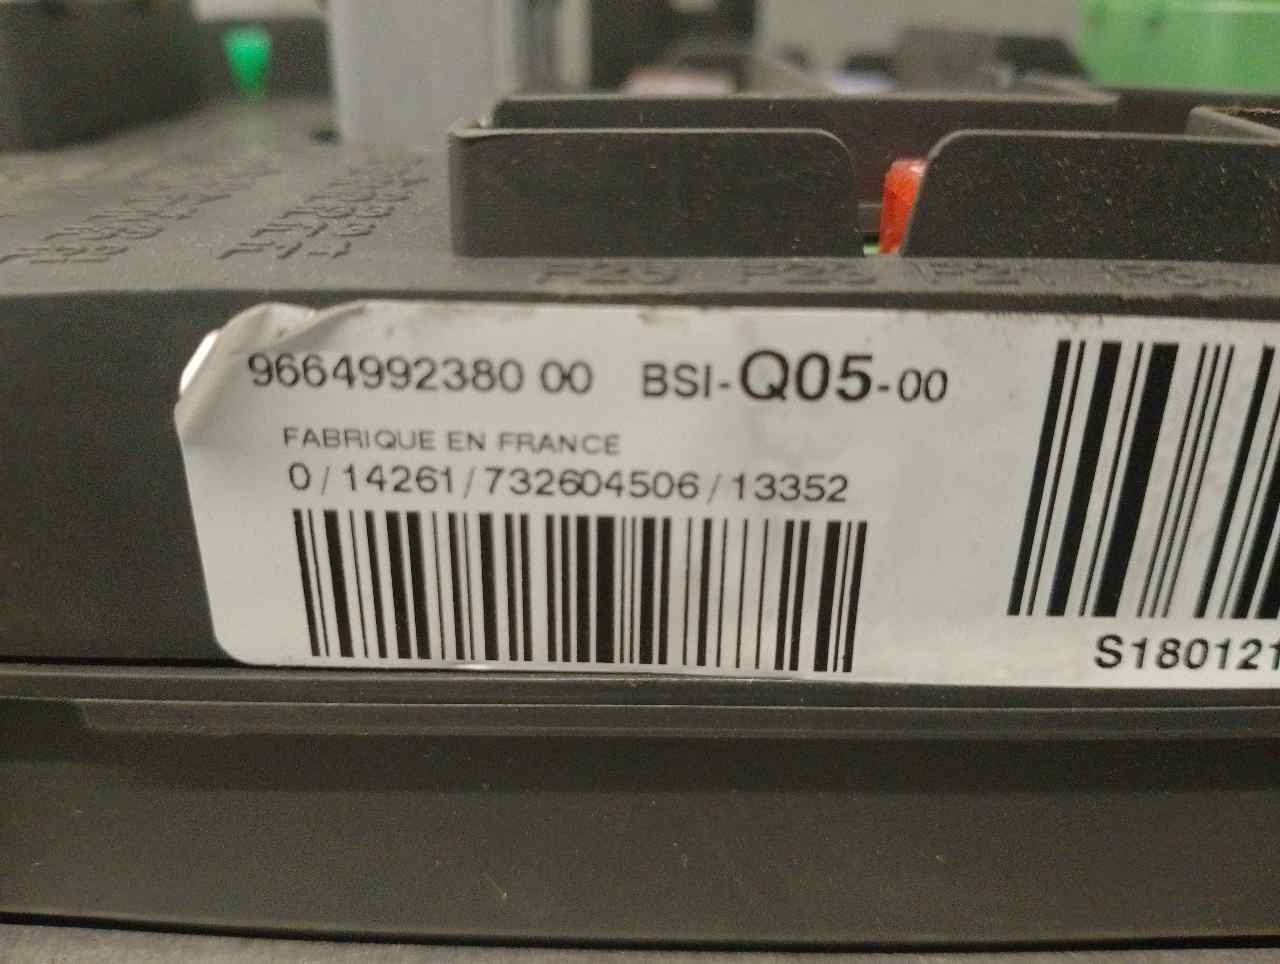 9664992380 00 BSI-Q05-00
FABRIQUE EN FRANCE
0/14261/732604506/13352
S180121